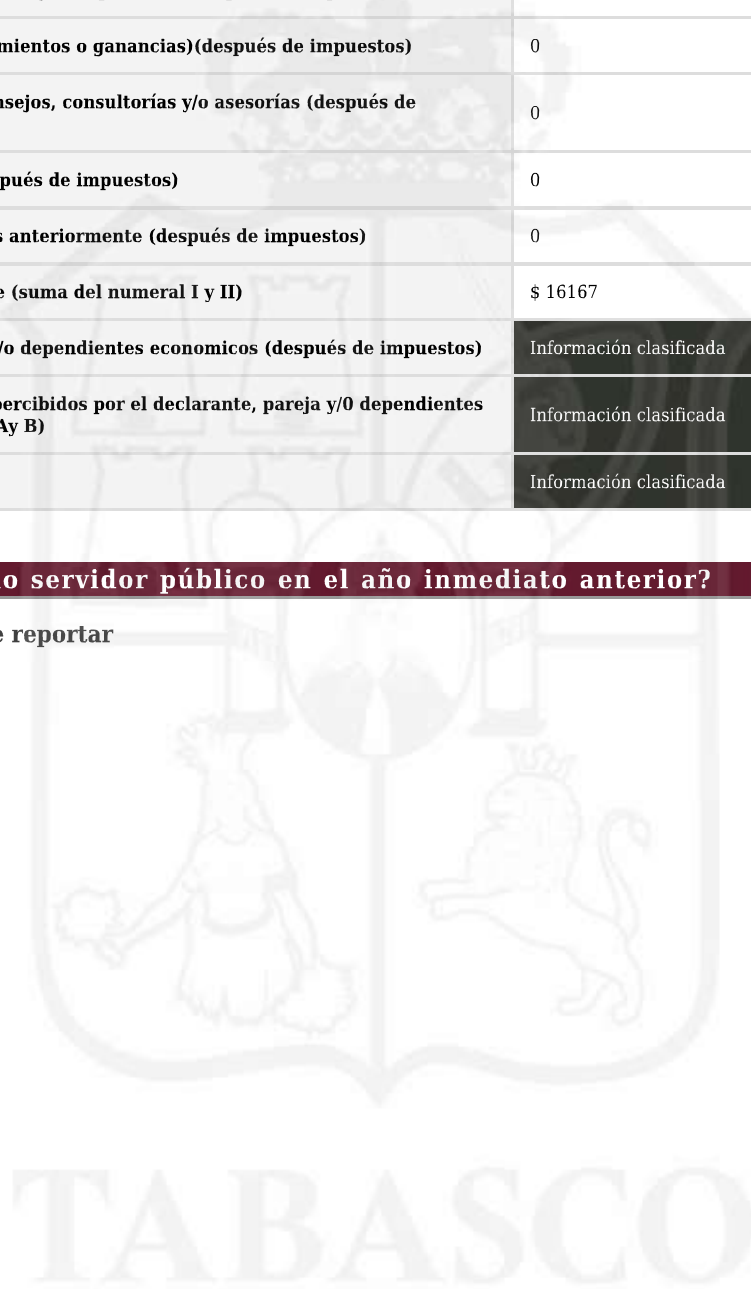 mientos o ganancias)(después de impuestos) 0
nsejos, consultorías y/o asesorías (después de 0
pués de impuestos) 0
s anteriormente (después de impuestos) 0
e (suma del numeral I y II) $ 16167
/o dependientes economicos (después de impuestos) Información clasificada
percibidos por el declarante, pareja y/0 dependientes
Ay B) Información clasificada
Información clasificada
o servidor público en el año inmediato anterior?
e reportar
TABASCO